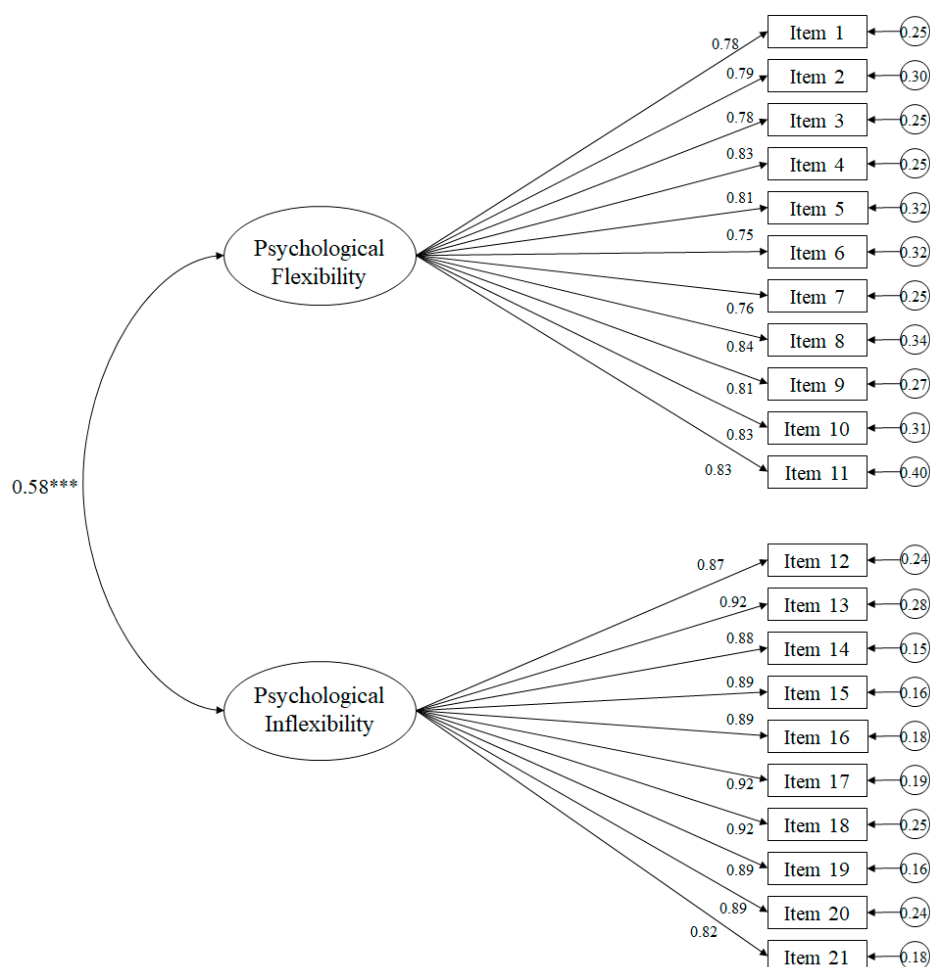 0.78
Item 1
0.25
0.79
Item 2
0.30
0.78
Item 3
0.25
0.83
Item 4
0.25
0.81
Item 5
0.32
0.75
Item 6
0.32
Psychological
Flexibility
0.76
Item 7
0.25
0.84
Item 8
0.34
0.81
Item 9
0.27
0.83
Item 10
0.31
0.83
Item 11
0.40
0.58***
0.87
Item 12
0.24
0.92
Item 13
0.28
0.88
Item 14
0.15
0.89
Item 15
0.16
0.89
Item 16
0.18
Psychological
Inflexibility
0.92
Item 17
0.19
0.92
Item 18
0.25
0.89
Item 19
0.16
0.89
Item 20
0.24
0.82
Item 21
0.18